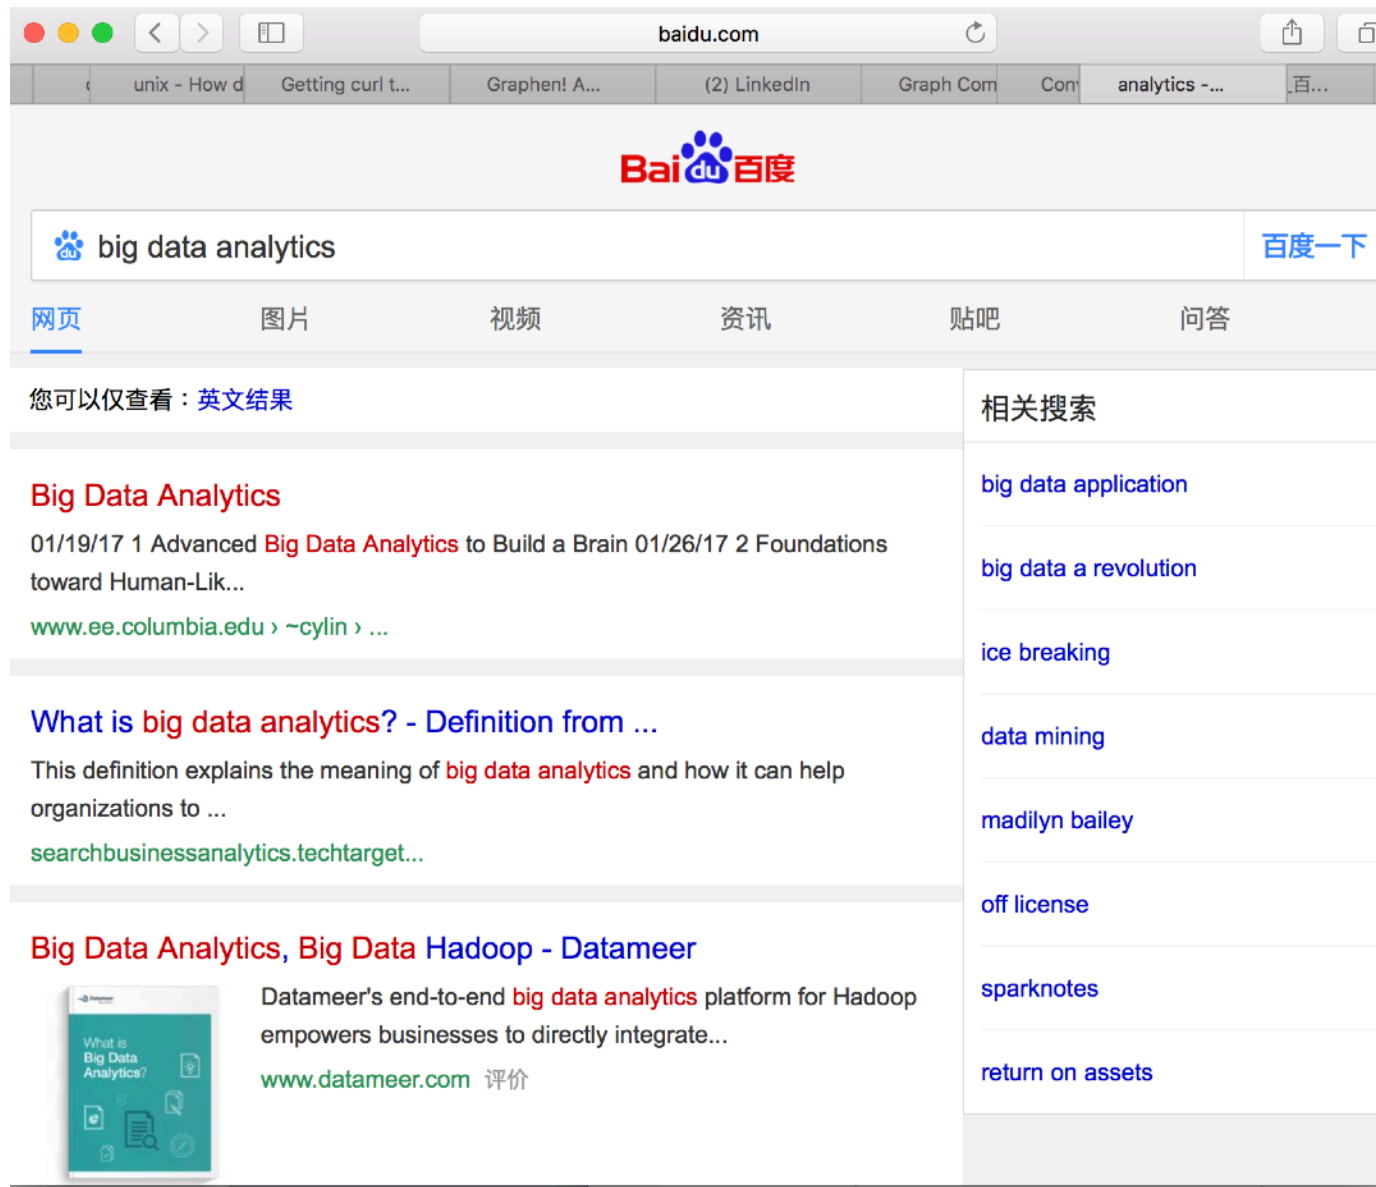 baidu.com
unix - How d
Getting curl t...
Graphen! A...
(2) LinkedIn
Graph Com
Con
analytics -...
百...
Bai du 百度
du big data analytics
百度一下
网页
图片
视频
资讯
贴吧
问答
您可以仅查看：英文结果
Big Data Analytics
01/19/17 1 Advanced Big Data Analytics to Build a Brain 01/26/17 2 Foundations
toward Human-Lik...
www.ee.columbia.edu › ~cylin › ...
What is big data analytics? - Definition from ...
This definition explains the meaning of big data analytics and how it can help
organizations to ...
searchbusinessanalytics.techtarget...
Big Data Analytics, Big Data Hadoop - Datameer
Datameer
What is
Big Data
Analytics?
Datameer's end-to-end big data analytics platform for Hadoop
empowers businesses to directly integrate...
www.datameer.com 评价
相关搜索
big data application
big data a revolution
ice breaking
data mining
madilyn bailey
off license
sparknotes
return on assets